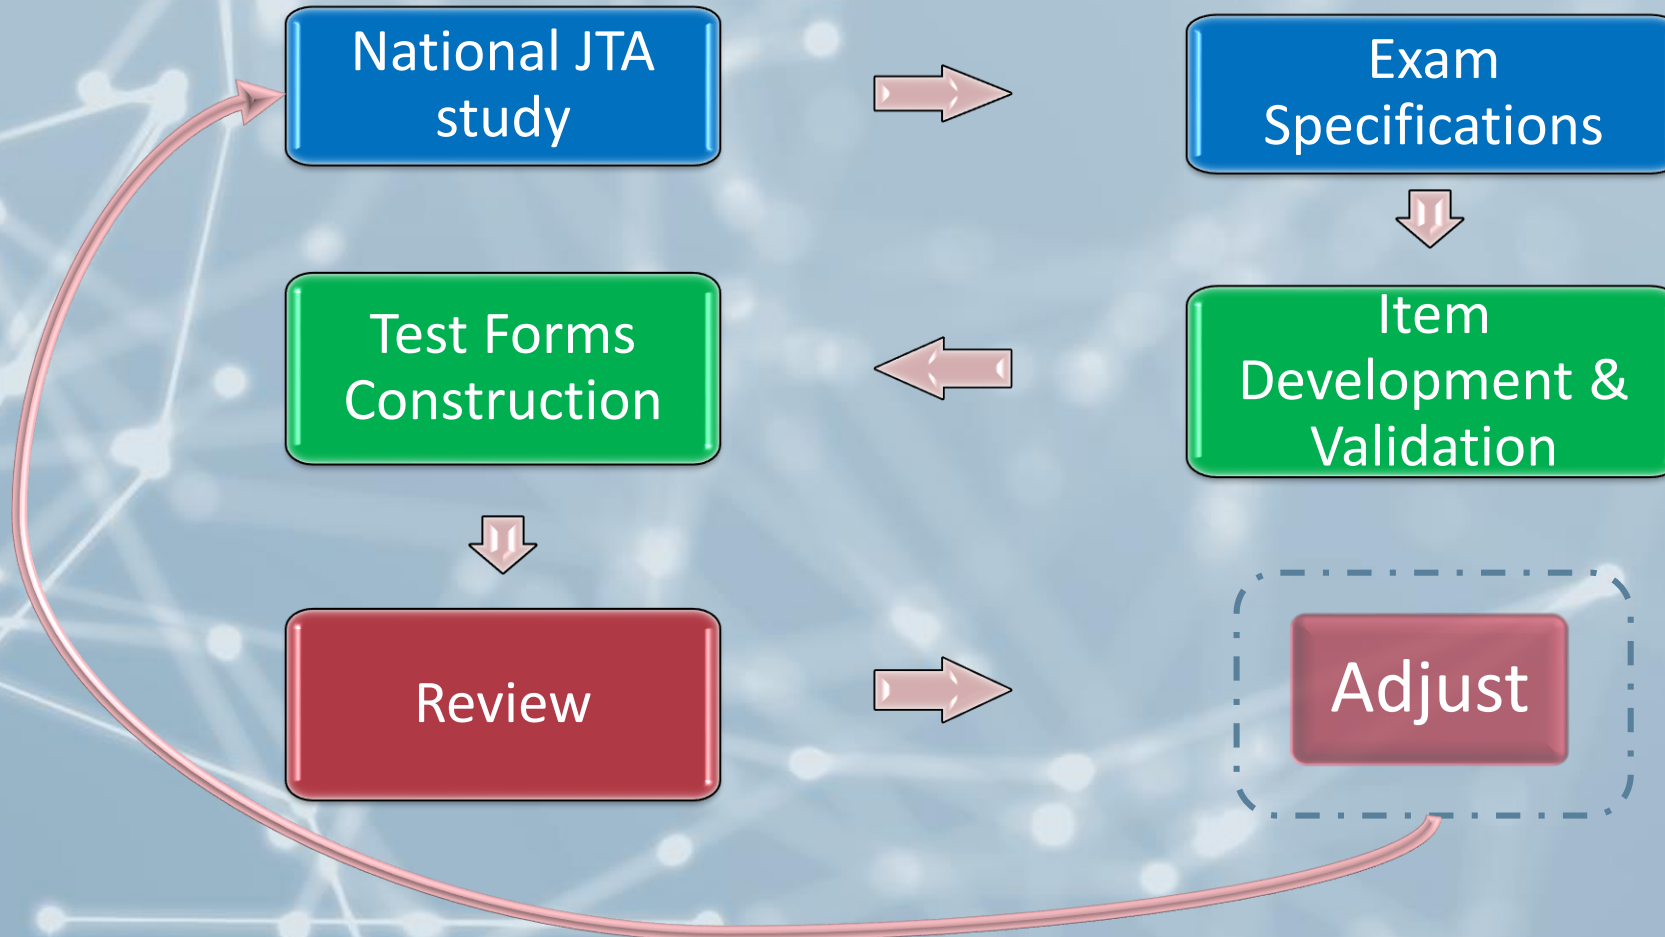 National JTA
study
Exam
Specifications
Item
Development &
Validation
Test Forms
Construction
Review
Adjust